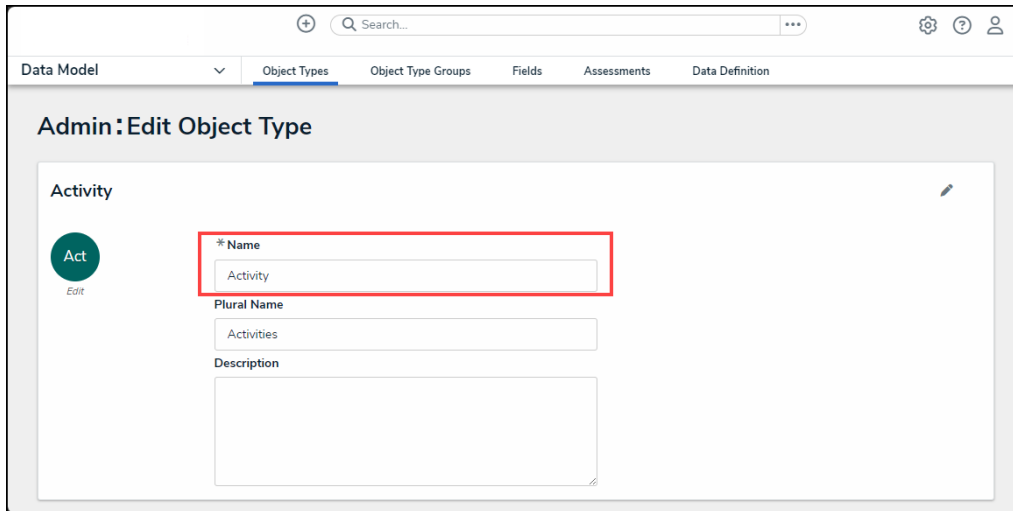 Search...
Data Model Object Types Object Type Groups Fields Assessments Data Definition
Admin:Edit Object Type
Activity
Act
Edit
*Name
Activity
Plural Name
Activities
Description